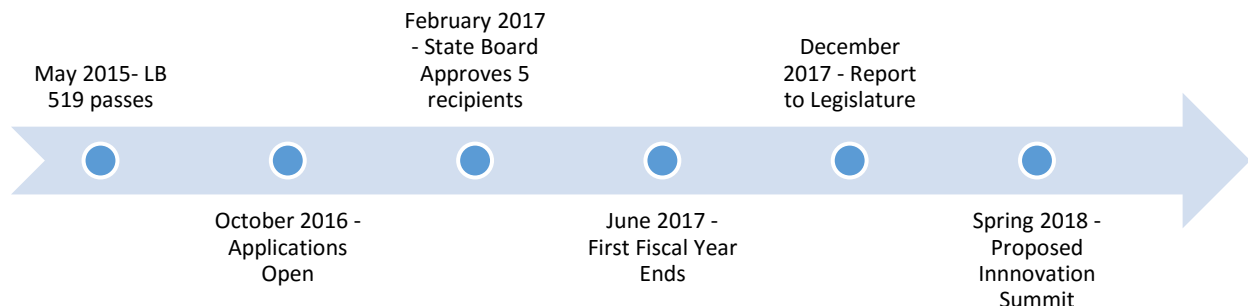 May 2015- LB
519 passes
October 2016 -
Applications
Open
February 2017
- State Board
Approves 5
recipients
June 2017 -
First Fiscal Year
Ends
December
2017 - Report
to Legislature
Spring 2018 -
Proposed
Innnovation
Summit